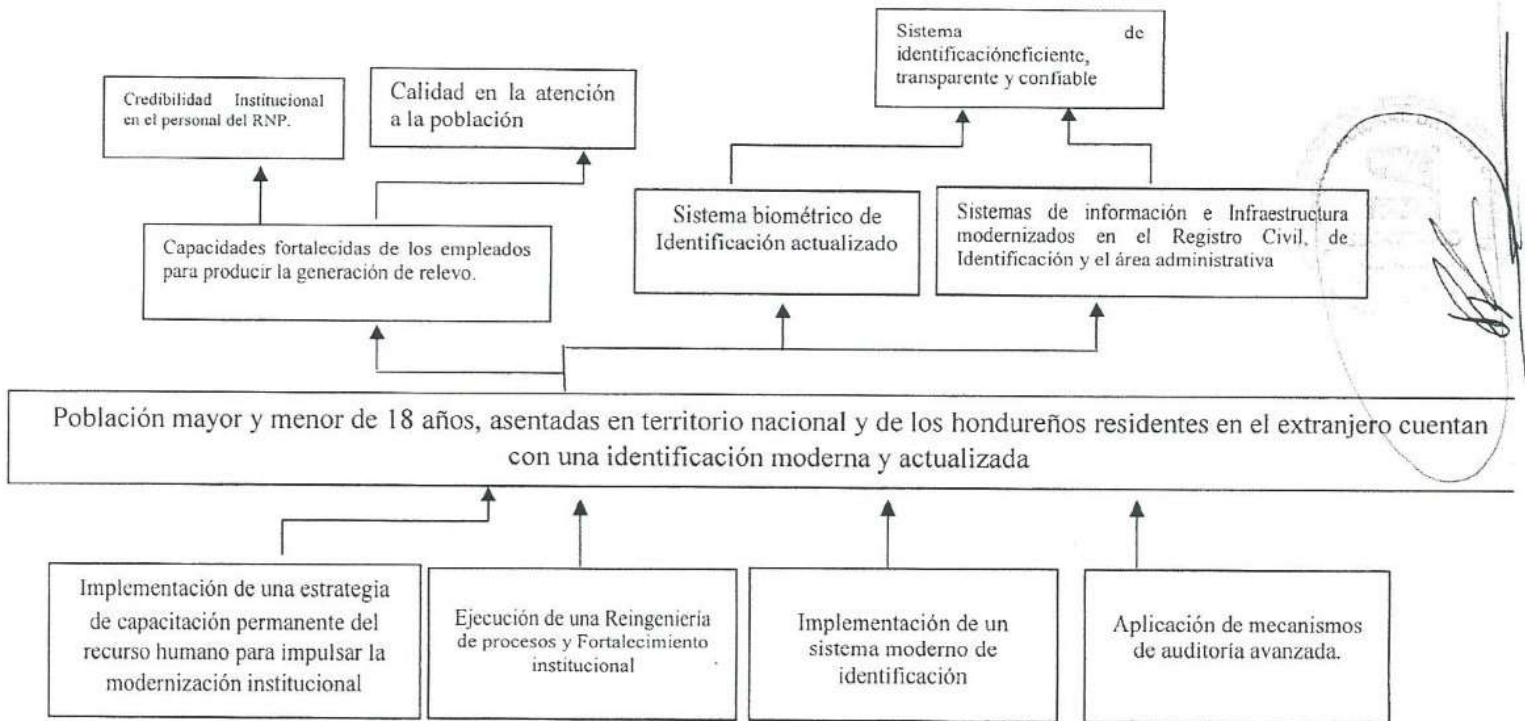 Sistema de
identificacióneficiente,
transparente y confiable
Credibilidad Institucional
en el personal del RNP.
Calidad en la atención
a la población
Capacidades fortalecidas de los empleados
para producir la generación de relevo.
Sistema biométrico de
Identificación actualizado
Sistemas de información e Infraestructura
modernizados en el Registro Civil, de
Identificación y el área administrativa
Población mayor y menor de 18 años, asentadas en territorio nacional y de los hondureños residentes en el extranjero cuentan
con una identificación moderna y actualizada
Implementación de una estrategia
de capacitación permanente del
recurso humano para impulsar la
modernización institucional
Ejecución de una Reingeniería
de procesos y Fortalecimiento
institucional
Implementación de un
sistema moderno de
identificación
Aplicación de mecanismos
de auditoría avanzada.